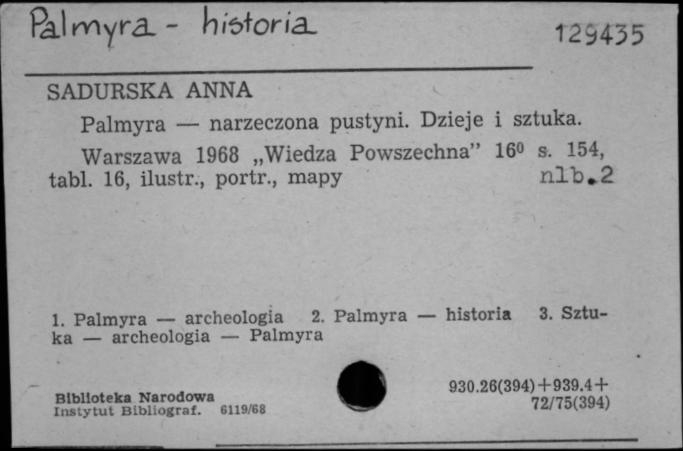 Palmyra - historia
129435
SADURSKA ANNA
Palmyra — narzeczona pustyni. Dzieje i sztuka.
Warszawa 1968 „Wiedza Powszechna” 16⁰ s. 154,
tabl. 16, ilustr., portr., mapy nlb.2
1. Palmyra — archeologia 2. Palmyra — historia 3. Sztu-
ka — archeologia — Palmyra
930.26(394)+939.4+
Biblioteka Narodowa
72/75(394)
Instytut Bibliograf. 6119/68